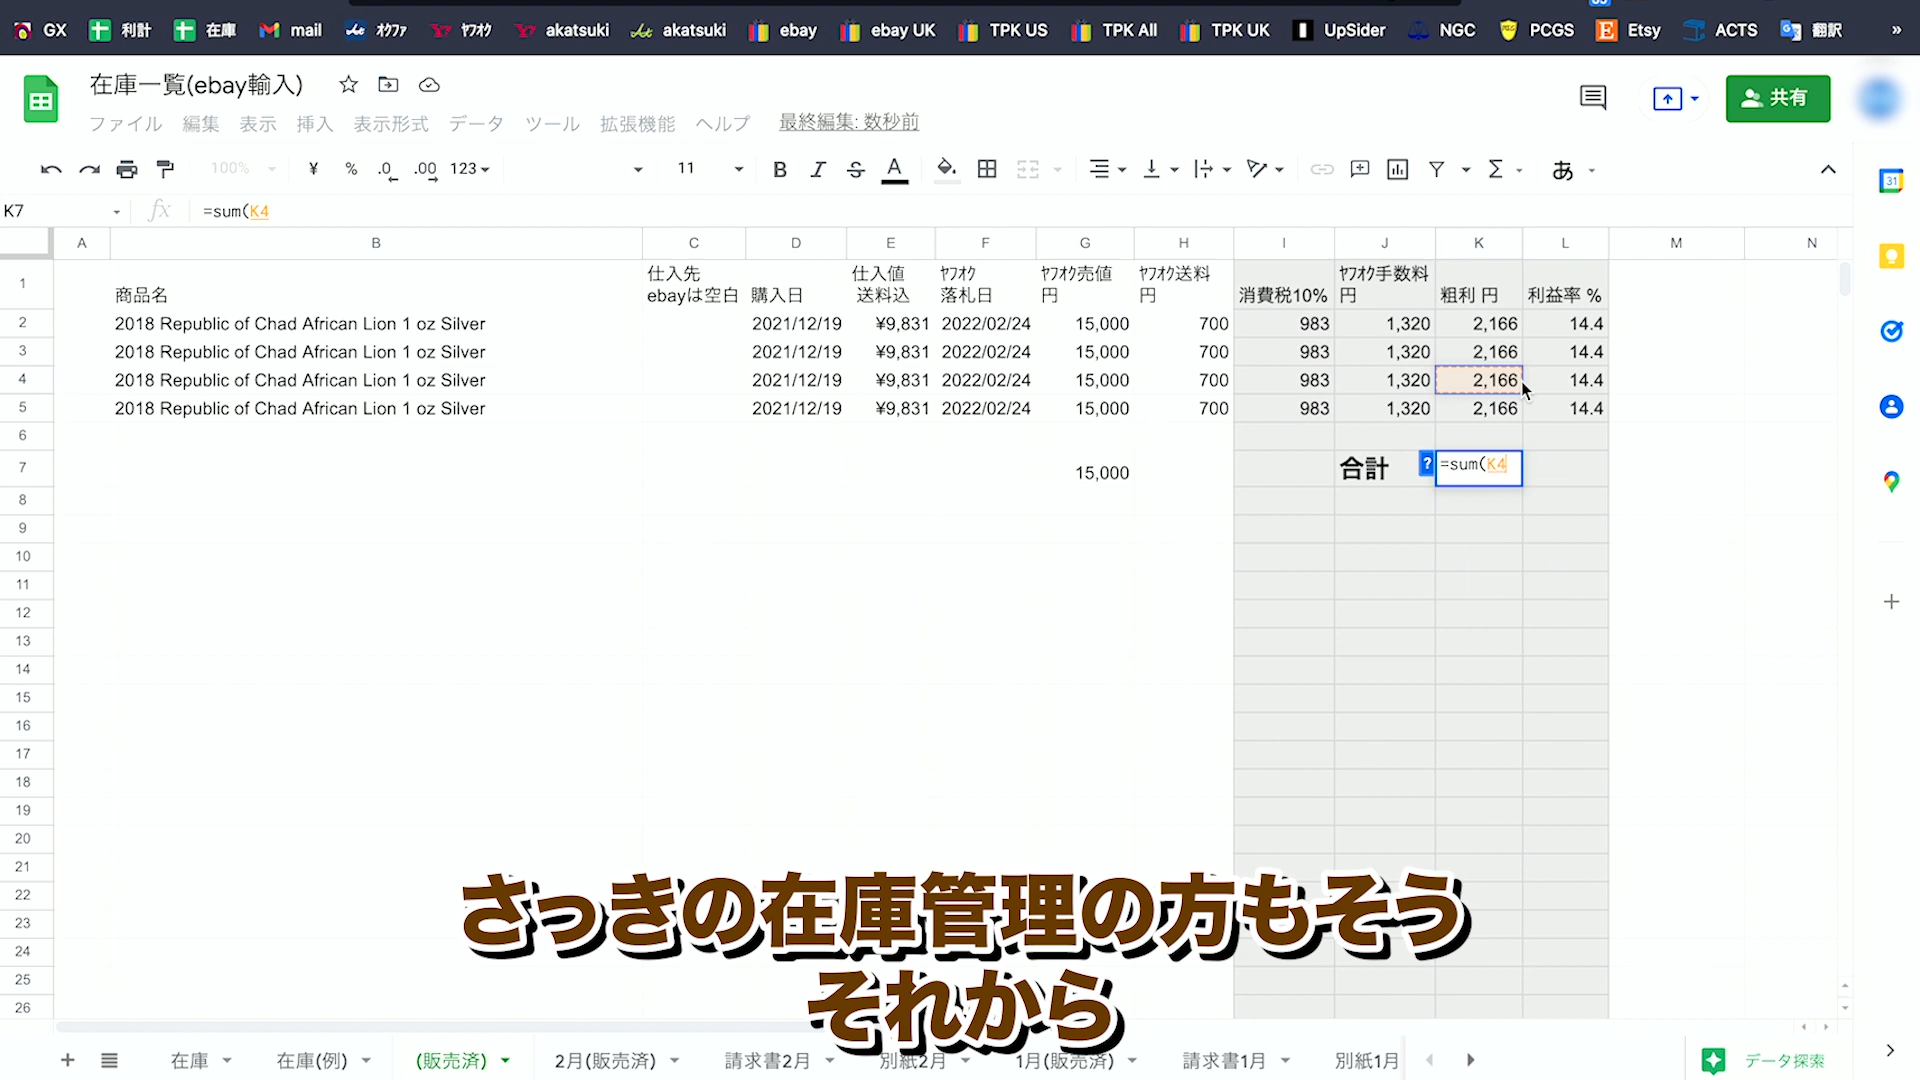 GX 利計 在庫 mail ｵｸﾌｧ ﾔﾌｵｸ akatsuki akatsuki ebay ebay UK TPK US TPK All TPK UK UpSider NGC PCGS Etsy ACTS 翻訳 »
在庫一覧(ebay輸入)
ファイル 編集 表示 挿入 表示形式 データ ツール 拡張機能 ヘルプ 最終編集: 数秒前
共有
100% ¥ % .0 .00 123 11 B I S A Σ あ
31
K7 fx =sum(K4
A B C D E F G H I J K L M N
仕入先 仕入値 ﾔﾌｵｸ ﾔﾌｵｸ売値 ﾔﾌｵｸ送料 ﾔﾌｵｸ手数料
1 商品名 ebayは空白 購入日 送料込 落札日 円 円 消費税10% 円 粗利 円 利益率 %
2 2018 Republic of Chad African Lion 1 oz Silver 2021/12/19 ¥9,831 2022/02/24 15,000 700 983 1,320 2,166 14.4
3 2018 Republic of Chad African Lion 1 oz Silver 2021/12/19 ¥9,831 2022/02/24 15,000 700 983 1,320 2,166 14.4
4 2018 Republic of Chad African Lion 1 oz Silver 2021/12/19 ¥9,831 2022/02/24 15,000 700 983 1,320 2,166 14.4
5 2018 Republic of Chad African Lion 1 oz Silver 2021/12/19 ¥9,831 2022/02/24 15,000 700 983 1,320 2,166 14.4
6
7 15,000 合計 ? =sum(K4
8
9
10
11
12
13
14
15
16
17
18
19
20
21
22
23
24
25
26
さっきの在庫管理の方もそう
それから
+ 在庫 在庫(例) (販売済) 2月(販売済) 請求書2月 別紙2月 1月(販売済) 請求書1月 別紙1月 データ探索